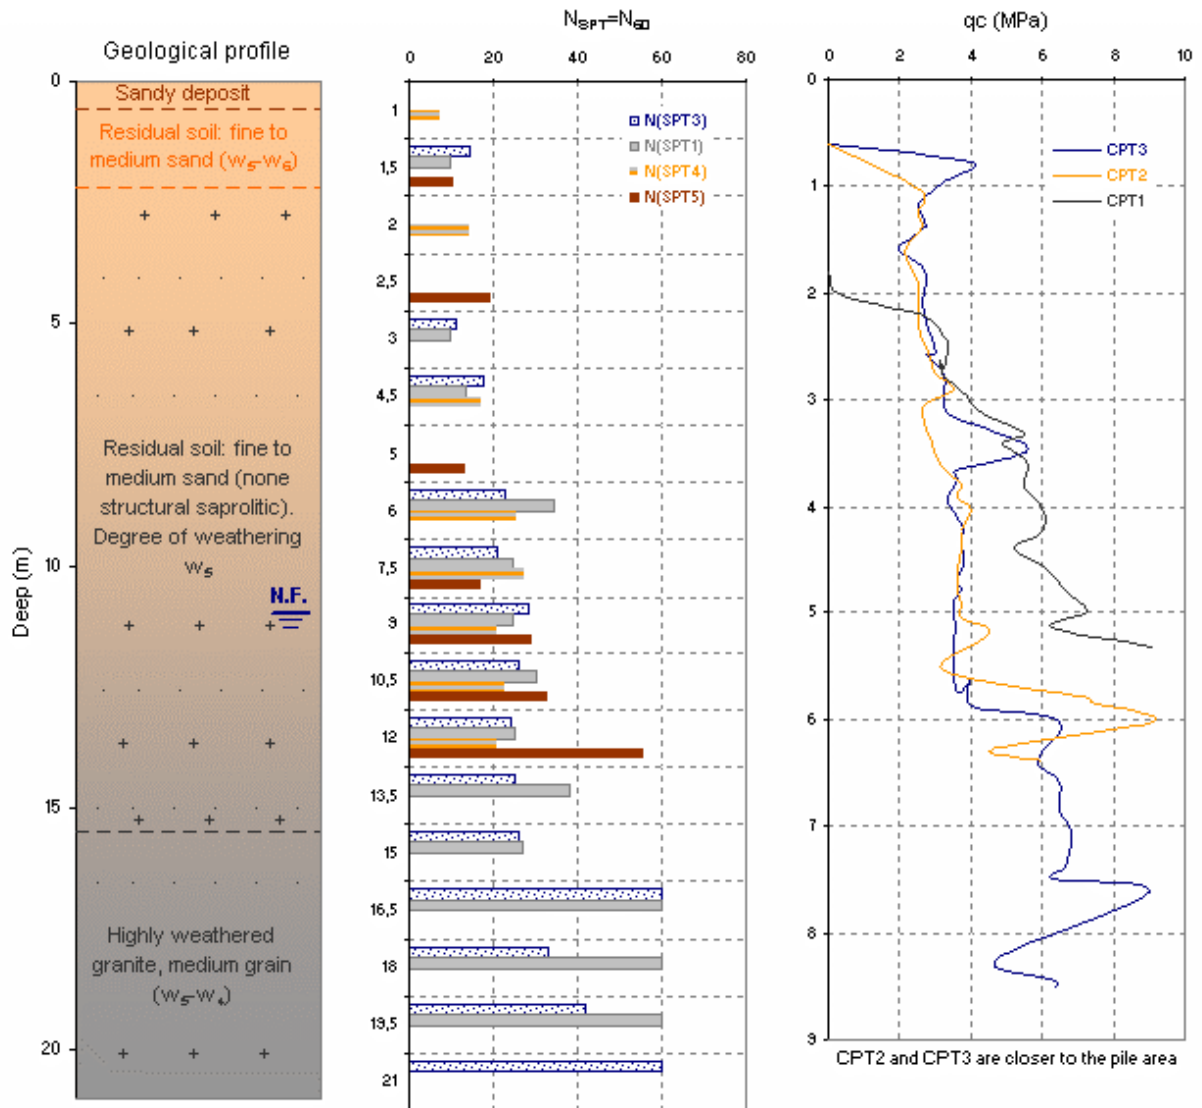 Geological profile
Deep (m)
0
5
10
15
20
Sandy deposit
Residual soil: fine to
medium sand (w5-w6)
Residual soil: fine to
medium sand (none
structural saprolitic).
Degree of weathering
w5
N.F.
Highly weathered
granite, medium grain
(w5-w4)
NSPT=N60
0 20 40 60 80
1
1,5
2
2,5
3
4,5
5
6
7,5
9
10,5
12
13,5
15
16,5
18
19,5
21
N(SPT3)
N(SPT1)
N(SPT4)
N(SPT5)
qc (MPa)
0 2 4 6 8 10
0
1
2
3
4
5
6
7
8
9
CPT3
CPT2
CPT1
CPT2 and CPT3 are closer to the pile area